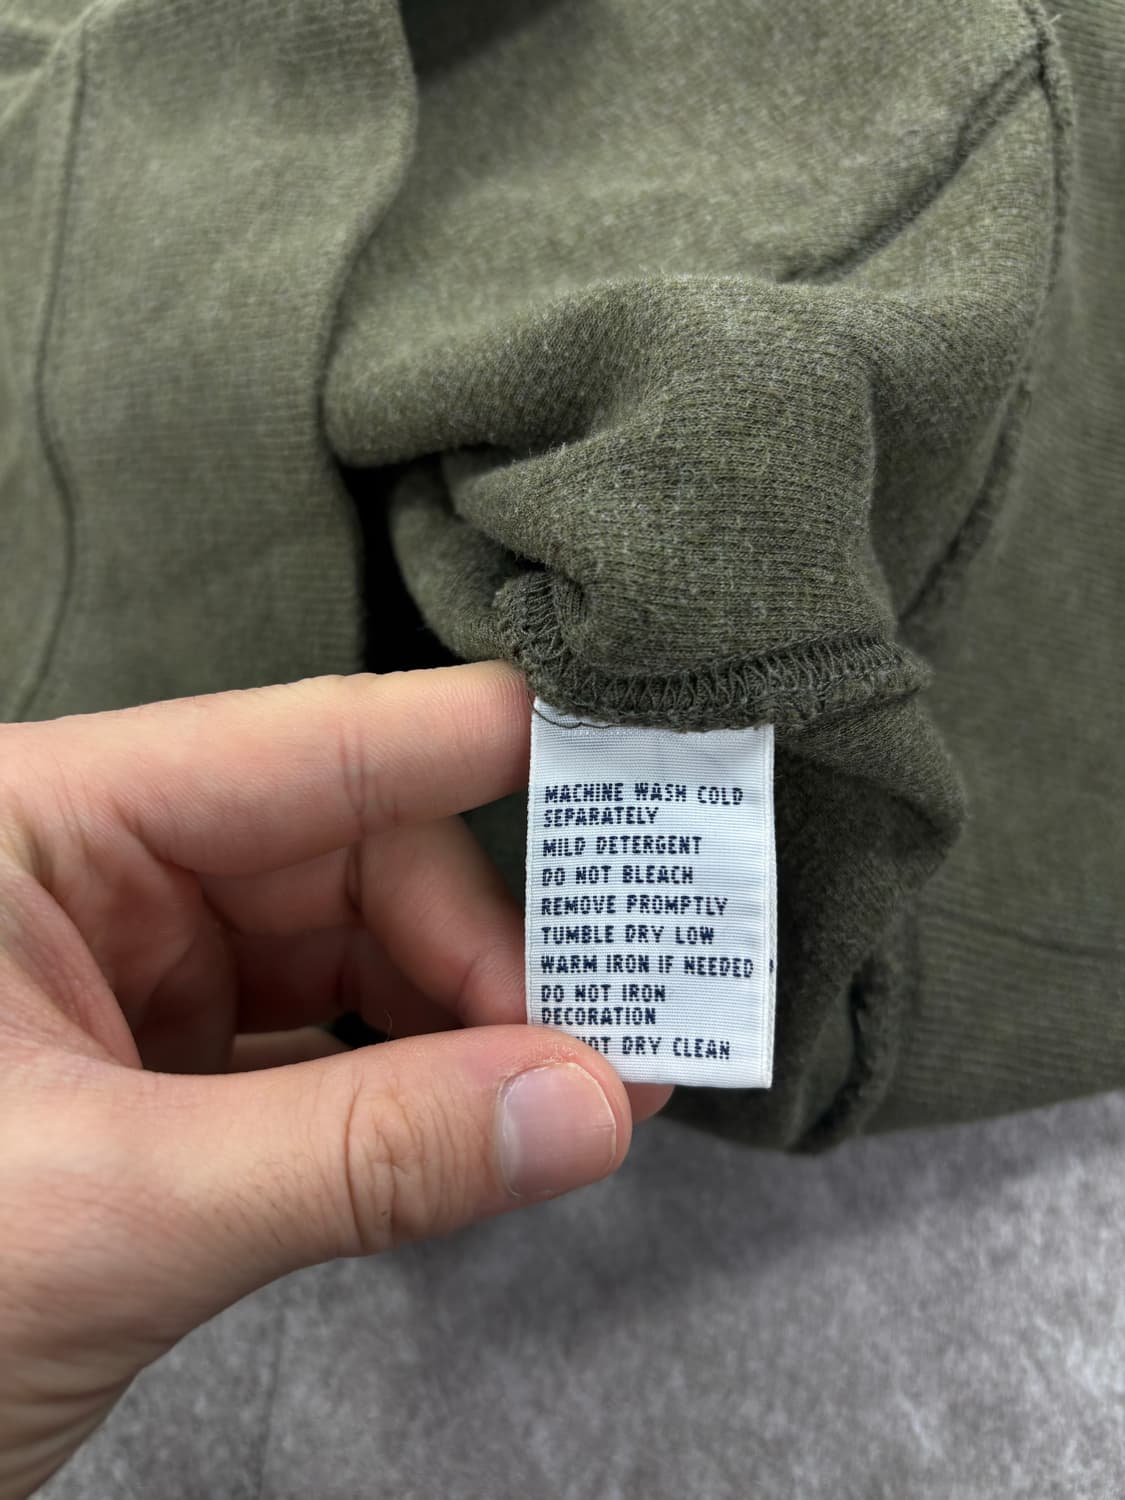 MACHINE WASH COLD
SEPARATELY
MILD DETERGENT
DO NOT BLEACH
REMOVE PROMPTLY
TUMBLE DRY LOW
WARM IRON IF NEEDED
DO NOT IRON
DECORATION
NOT DRY CLEAN